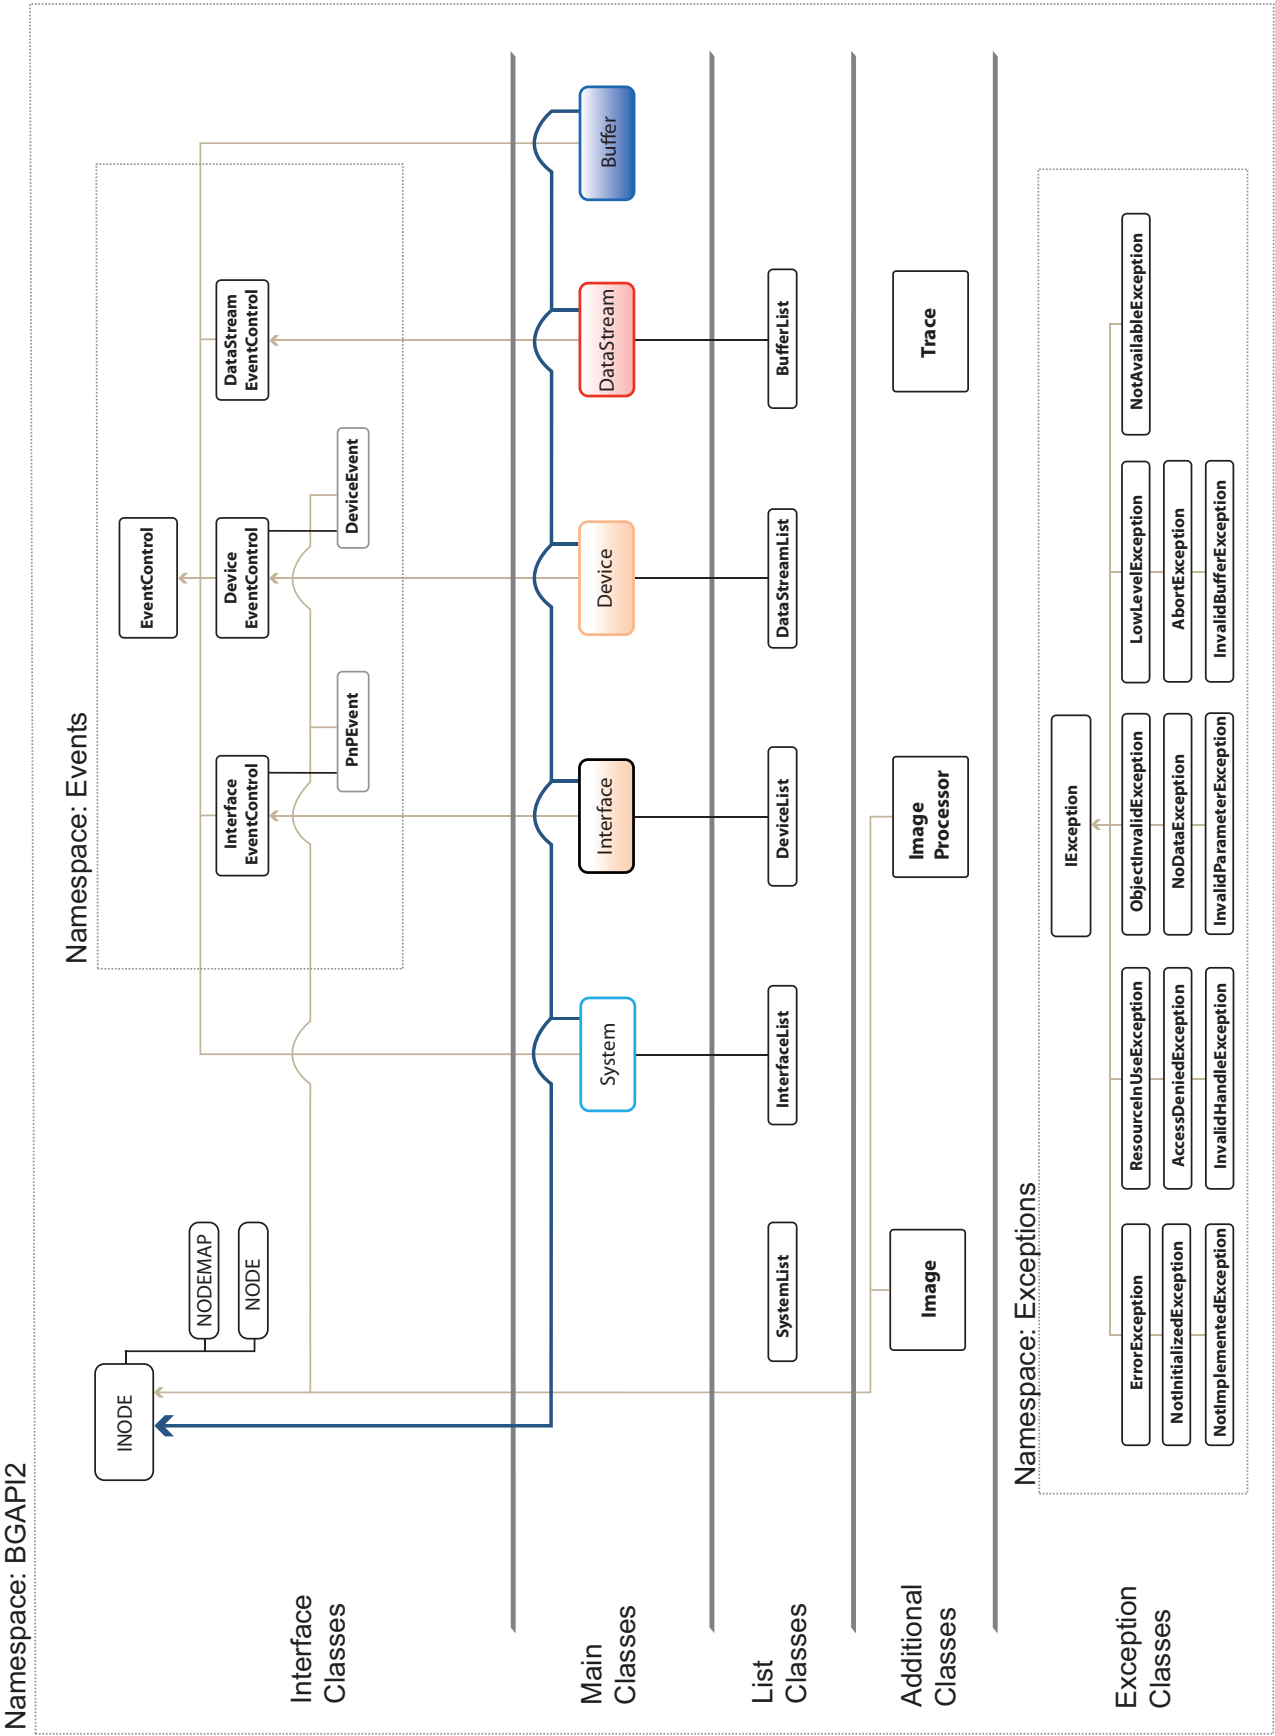 Namespace: BGAPI2
Interface
Classes
INODE
NODEMAP
NODE
Namespace: Events
EventControl
Interface
EventControl
Device
EventControl
DataStream
EventControl
PnPEvent
DeviceEvent
Main
Classes
System
Interface
Device
DataStream
Buffer
List
Classes
SystemList
InterfaceList
DeviceList
DataStreamList
BufferList
Additional
Classes
Image
Image
Processor
Trace
Namespace: Exceptions
Exception
Classes
IException
ErrorException
ResourceInUseException
ObjectInvalidException
LowLevelException
NotAvailableException
NotInitializedException
AccessDeniedException
NoDataException
AbortException
NotImplementedException
InvalidHandleException
InvalidParameterException
InvalidBufferException